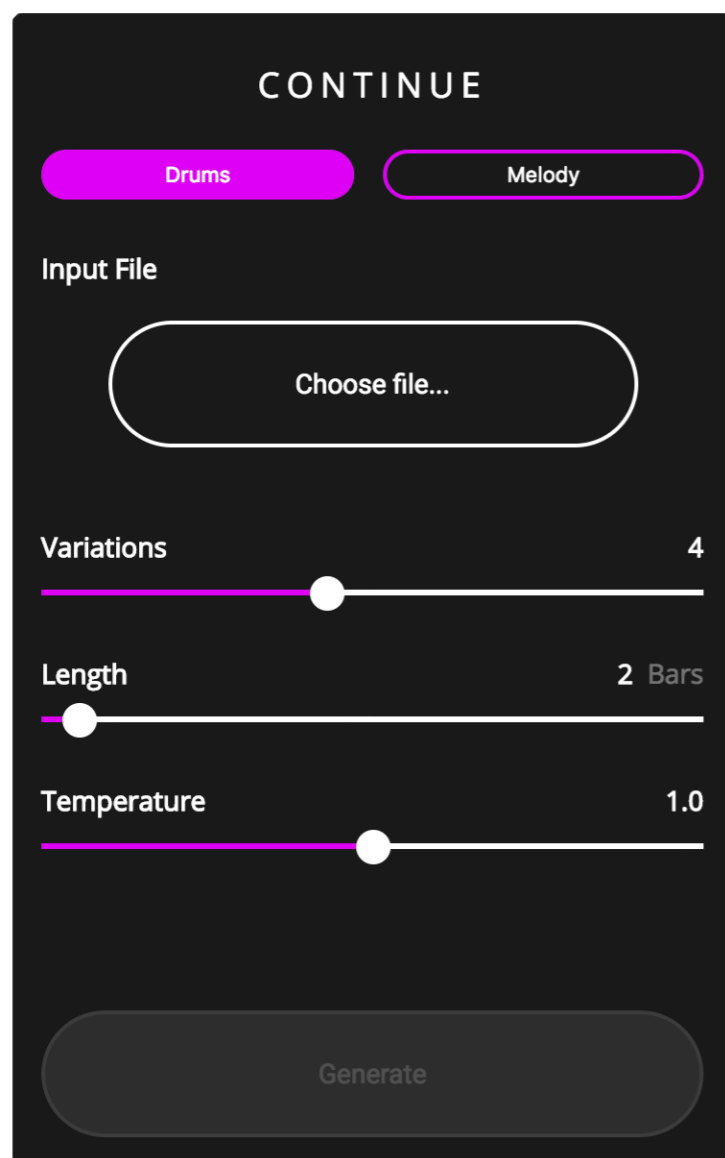 CONTINUE
Drums Melody
Input File
Choose file...
Variations 4
Length 2 Bars
Temperature 1.0
Generate